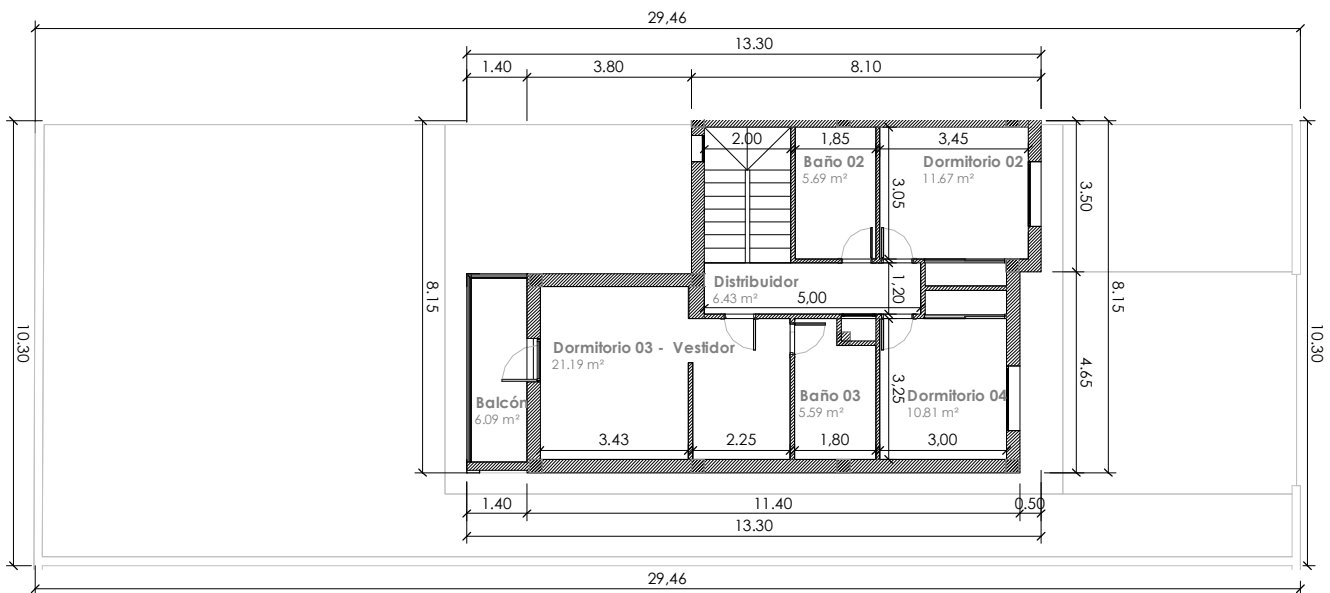 29,46
13.30
1.40
3.80
8.10
2.00
1,85
3,45
Baño 02
5.69 m²
Dormitorio 02
11.67 m²
3.05
3.50
8.15
8.15
10.30
10.30
Distribuidor
6.43 m²
5,00
1,20
Dormitorio 03 - Vestidor
21.19 m²
Balcón
6.09 m²
Baño 03
5.59 m²
Dormitorio 04
10.81 m²
3,25
4.65
3.43
2.25
1,80
3,00
1.40
11.40
0.50
13.30
29,46